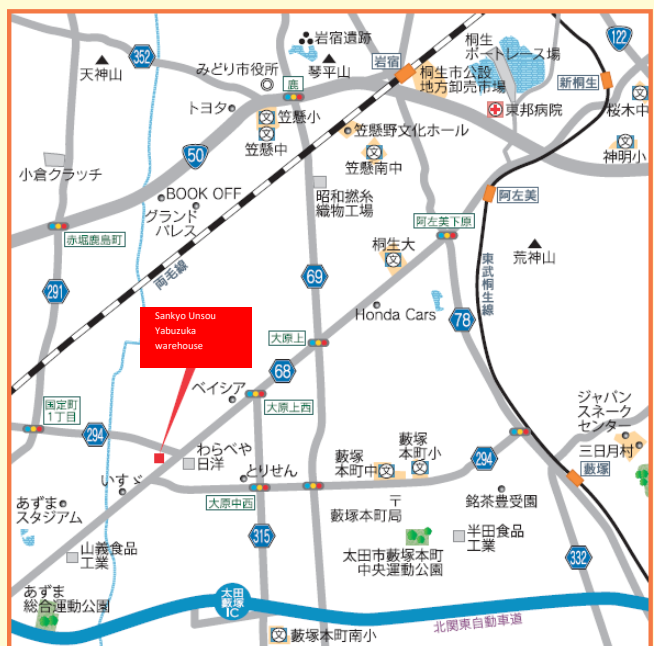 岩宿遺跡
桐生
ボートレース場
122
352
天神山
みどり市役所
琴平山
岩宿
桐生市公設
地方卸売市場
新桐生
鹿
トヨタ
笠懸小
東邦病院
桜木中
笠懸中
笠懸野文化ホール
50
笠懸南中
神明小
小倉クラッチ
BOOK OFF
グランド
パレス
昭和撚糸
織物工場
阿左美
阿左美下原
赤堀鹿島町
桐生大
荒神山
両毛線
69
東武桐生線
291
Sankyo Unsou
Yabuzuka
warehouse
Honda Cars
78
大原上
68
ベイシア
大原上西
国定町
1丁目
294
ジャパン
スネーク
センター
三日月村
わらべや
日洋
藪塚
本町中
藪塚
本町小
294
藪塚
いすゞ
とりせん
大原中西
〒
藪塚本町局
銘茶豊受園
あずま
スタジアム
315
半田食品
工業
山義食品
工業
太田市藪塚本町
中央運動公園
332
あずま
総合運動公園
太田
藪塚
IC
北関東自動車道
藪塚本町南小
文
文
文
文
文
文
文
文
文
文